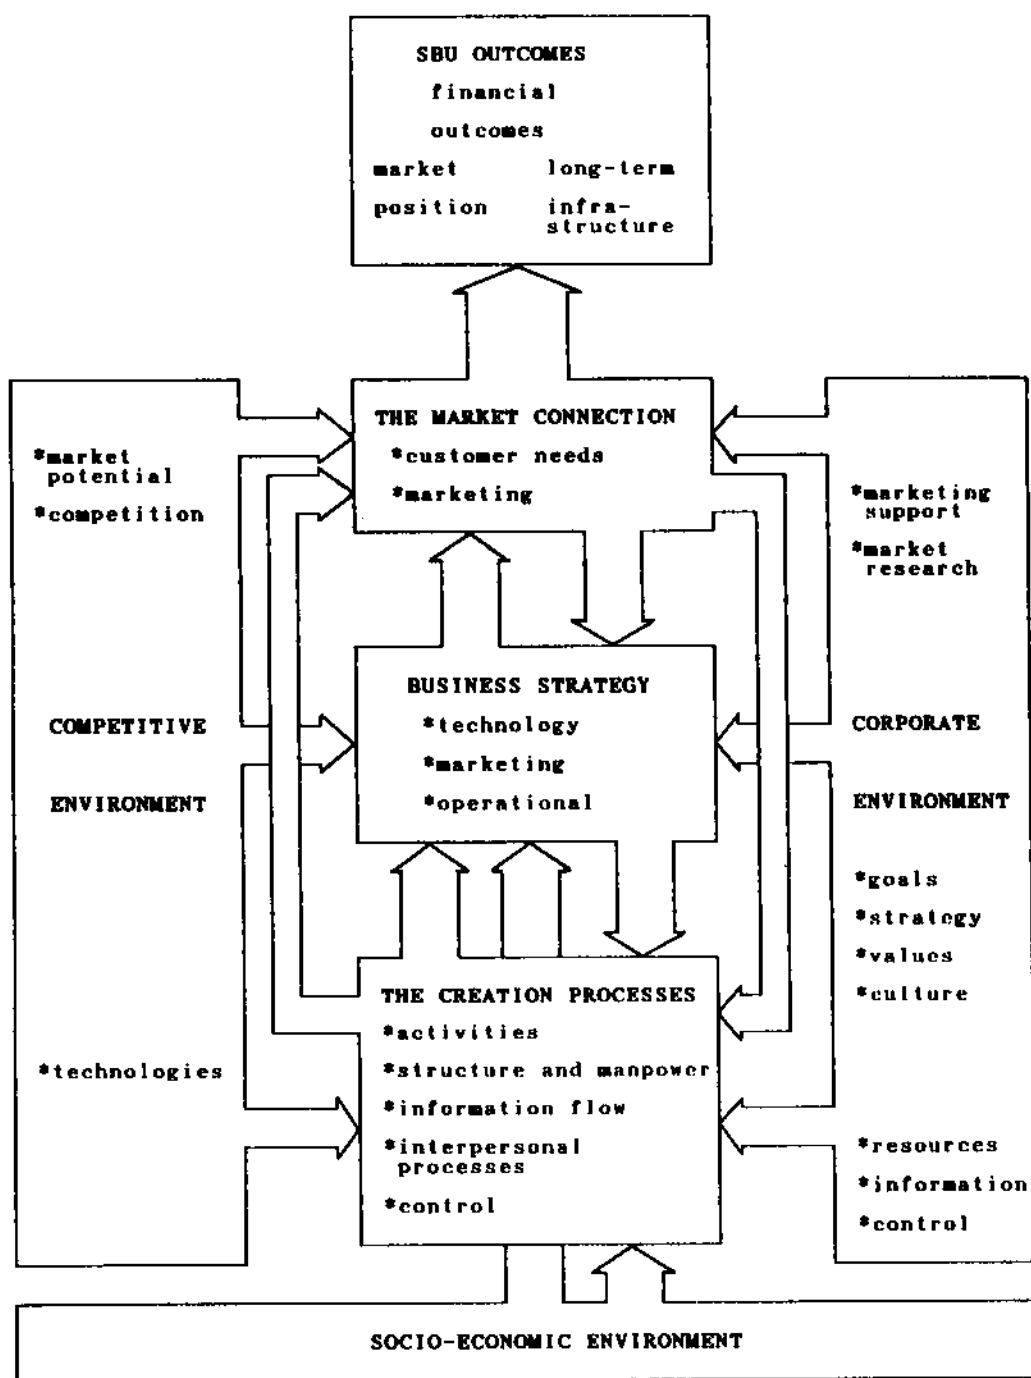 SBU OUTCOMES
financial
outcomes
market long-term
position infra-
structure
THE MARKET CONNECTION
*customer needs
*marketing
*market
potential
*competition
*marketing
support
*market
research
BUSINESS STRATEGY
*technology
*marketing
*operational
COMPETITIVE
ENVIRONMENT
CORPORATE
ENVIRONMENT
*goals
*strategy
*values
*culture
THE CREATION PROCESSES
*activities
*structure and manpower
*information flow
*interpersonal
processes
*control
*technologies
*resources
*information
*control
SOCIO-ECONOMIC ENVIRONMENT